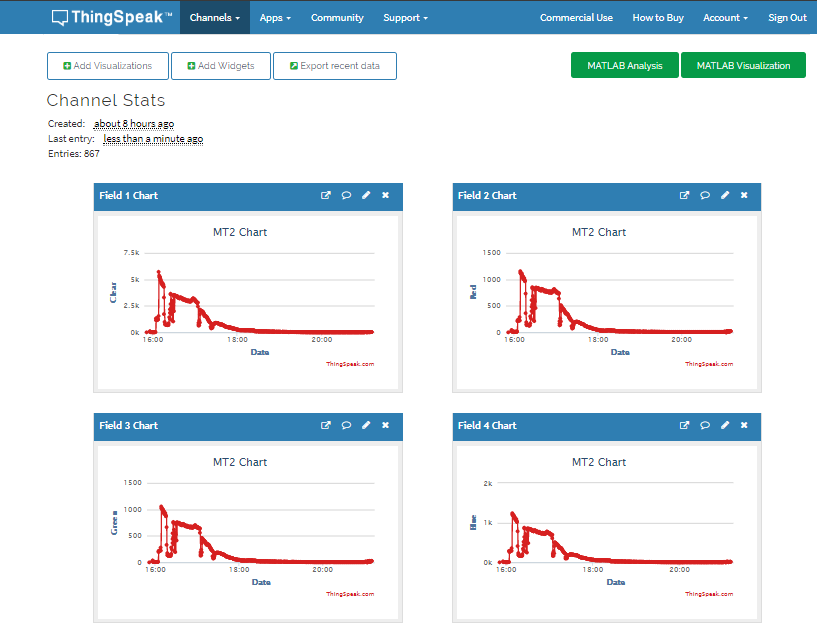 ThingSpeak™ Channels Apps Community Support Commercial Use How to Buy Account Sign Out
Add Visualizations Add Widgets Export recent data MATLAB Analysis MATLAB Visualization
Channel Stats
Created: about 8 hours ago
Last entry: less than a minute ago
Entries: 867
Field 1 Chart
MT2 Chart
Clear
7.5k
5k
2.5k
0k
16:00 18:00 20:00
Date
ThingSpeak.com
Field 2 Chart
MT2 Chart
Red
1500
1000
500
0
16:00 18:00 20:00
Date
ThingSpeak.com
Field 3 Chart
MT2 Chart
Green
1500
1000
500
0
16:00 18:00 20:00
Date
ThingSpeak.com
Field 4 Chart
MT2 Chart
Blue
2k
1k
0k
16:00 18:00 20:00
Date
ThingSpeak.com